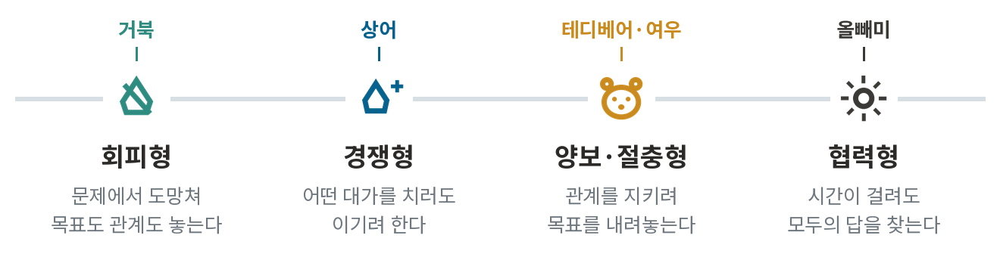 거북
상어
테디베어·여우
올빼미
회피형
경쟁형
양보·절충형
협력형
문제에서 도망쳐
목표도 관계도 놓는다
어떤 대가를 치러도
이기려 한다
관계를 지키려
목표를 내려놓는다
시간이 걸려도
모두의 답을 찾는다